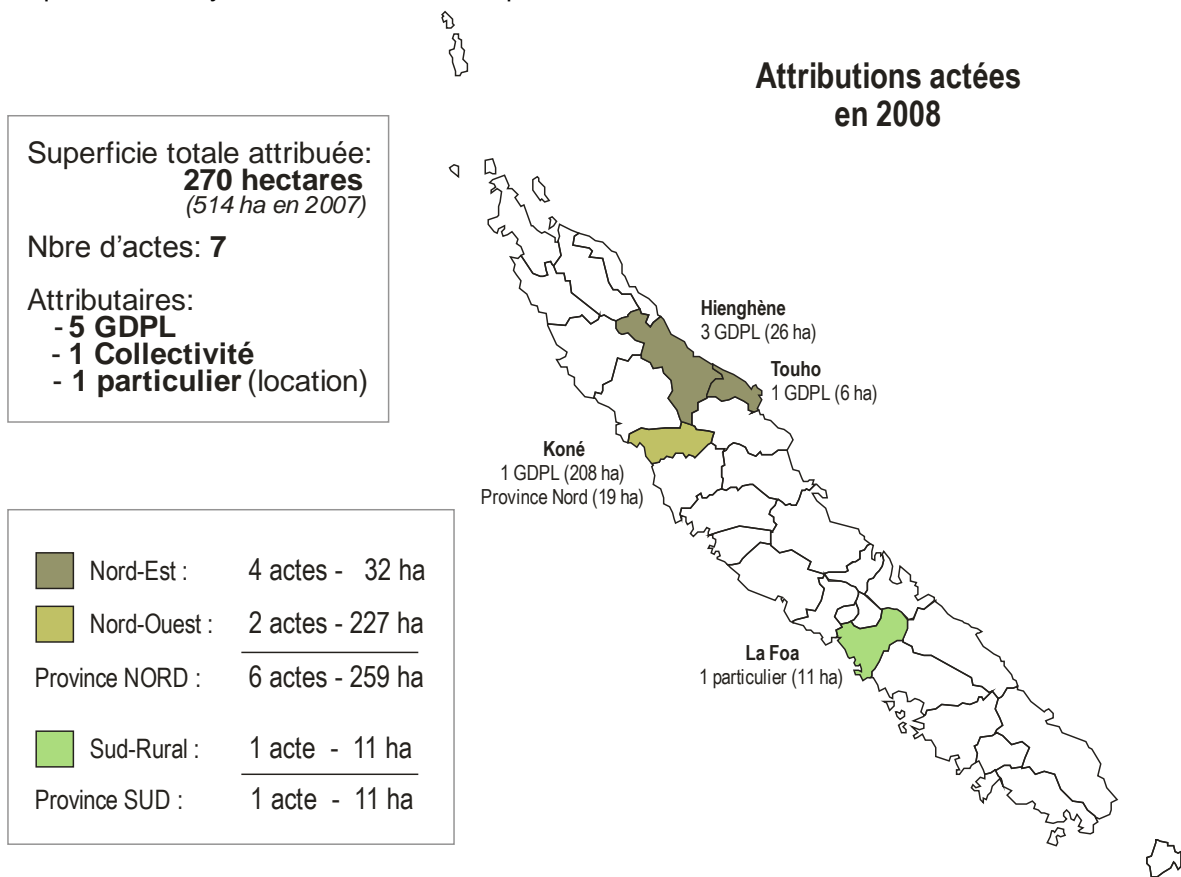 Attributions actées
en 2008
Superficie totale attribuée:
270 hectares
(514 ha en 2007)
Nbre d'actes: 7
Attributaires:
- 5 GDPL
- 1 Collectivité
- 1 particulier (location)
Hienghène
3 GDPL (26 ha)
Touho
1 GDPL (6 ha)
Koné
1 GDPL (208 ha)
Province Nord (19 ha)
La Foa
1 particulier (11 ha)
Nord-Est : 4 actes - 32 ha
Nord-Ouest : 2 actes - 227 ha
Province NORD : 6 actes - 259 ha
Sud-Rural : 1 acte - 11 ha
Province SUD : 1 acte - 11 ha